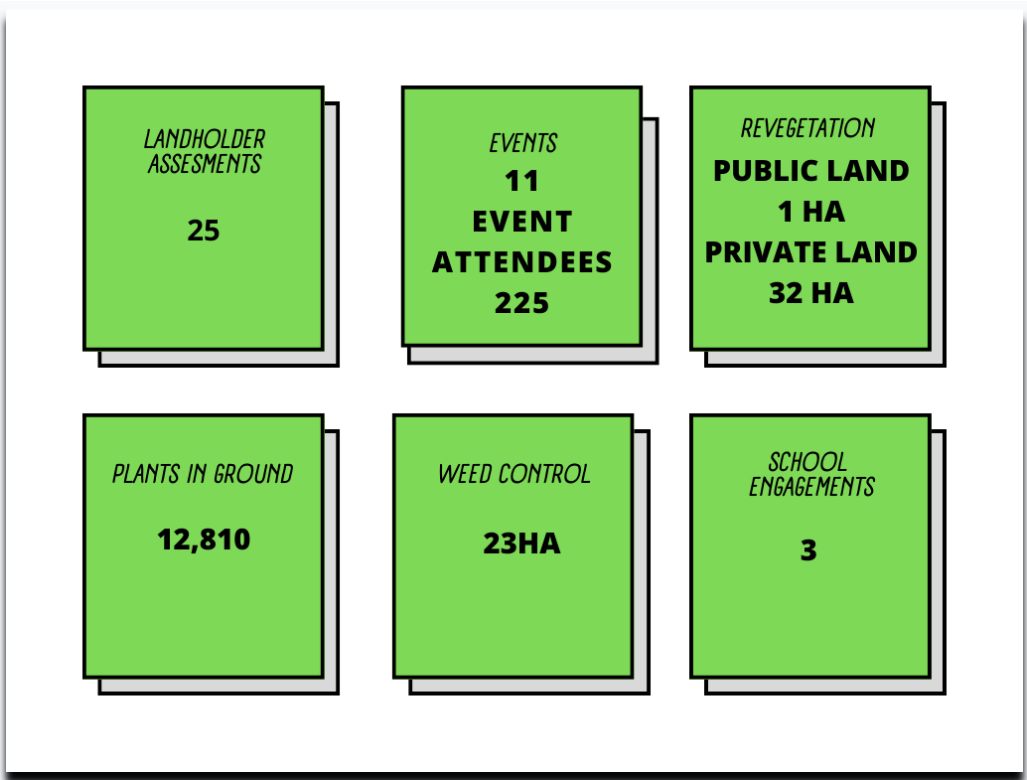 LANDHOLDER
ASSESMENTS
25
EVENTS
11
EVENT
ATTENDEES
225
REVEGETATION
PUBLIC LAND
1 HA
PRIVATE LAND
32 HA
PLANTS IN GROUND
12,810
WEED CONTROL
23HA
SCHOOL
ENGAGEMENTS
3